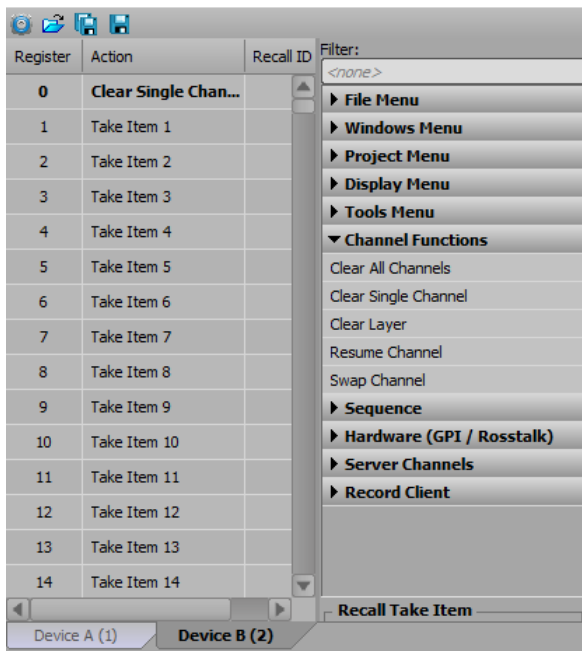 Register Action Recall ID
0 Clear Single Chan...
1 Take Item 1
2 Take Item 2
3 Take Item 3
4 Take Item 4
5 Take Item 5
6 Take Item 6
7 Take Item 7
8 Take Item 8
9 Take Item 9
10 Take Item 10
11 Take Item 11
12 Take Item 12
13 Take Item 13
14 Take Item 14
Filter:
<none>
File Menu
Windows Menu
Project Menu
Display Menu
Tools Menu
Channel Functions
Clear All Channels
Clear Single Channel
Clear Layer
Resume Channel
Swap Channel
Sequence
Hardware (GPI / Rosstalk)
Server Channels
Record Client
Recall Take Item
Device A (1) Device B (2)